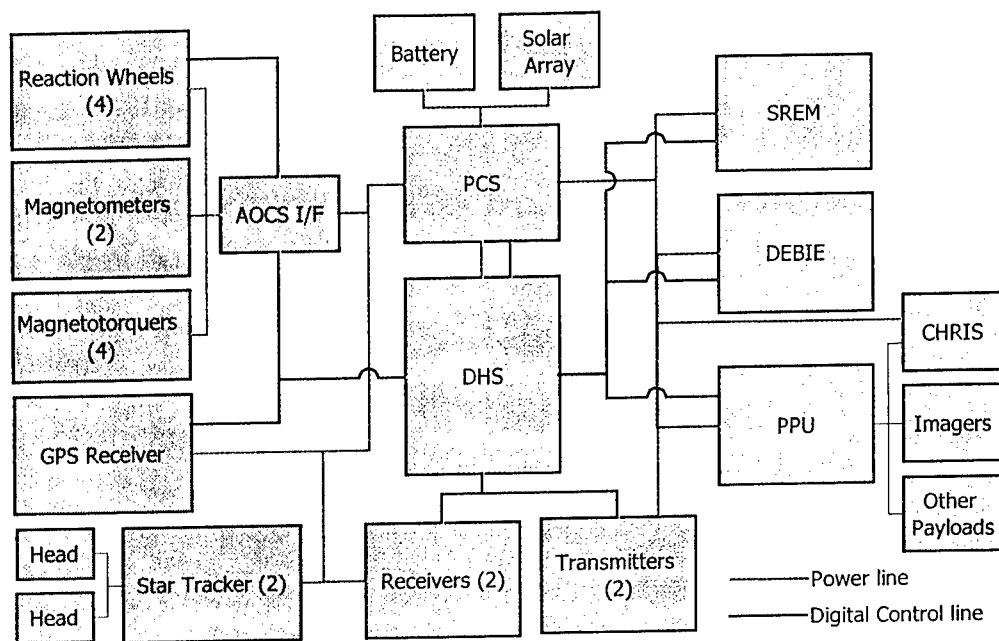 Reaction Wheels
(4)
Magnetometers
(2)
Magnetotorquers
(4)
GPS Receiver
Head
Head
Star Tracker (2)
AOCS I/F
Battery
Solar
Array
PCS
DHS
Receivers (2)
Transmitters
(2)
SREM
DEBIE
PPU
CHRIS
Imagers
Other
Payloads
Power line
Digital Control line